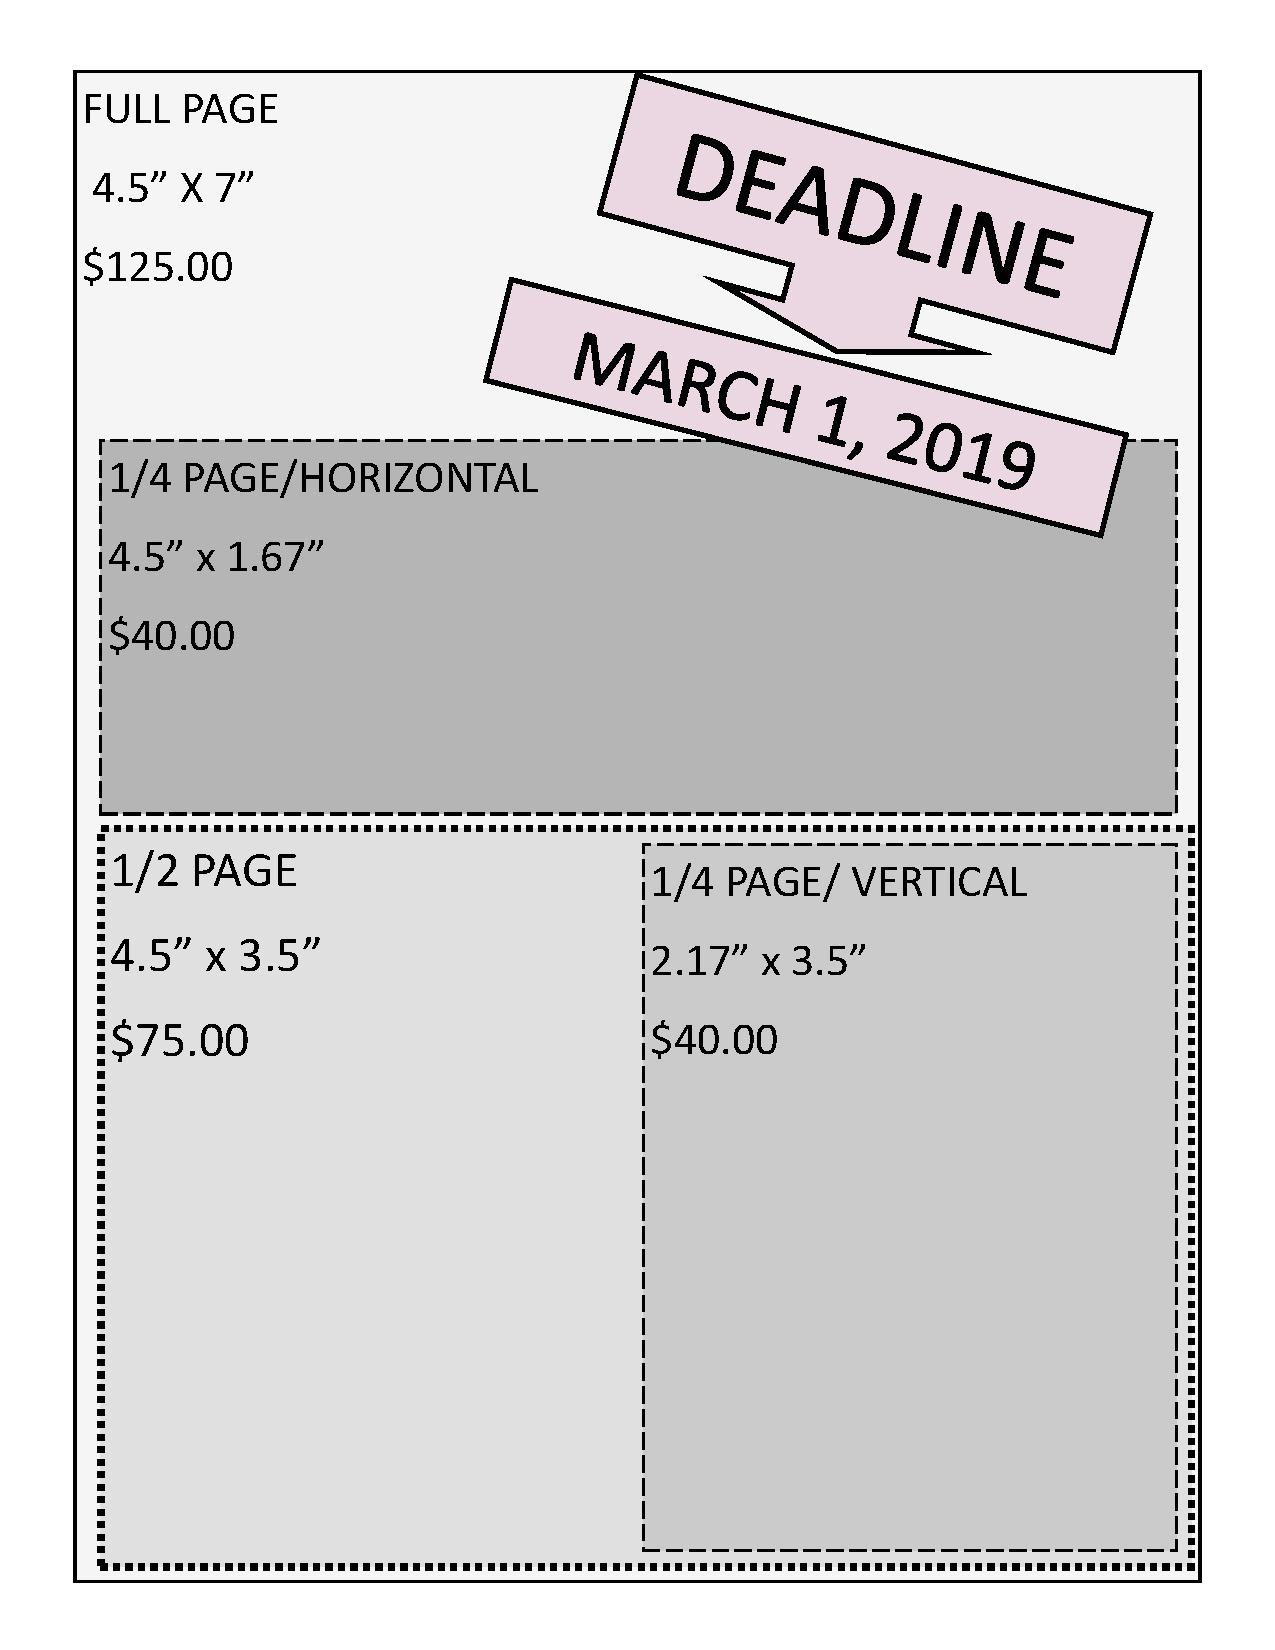 FULL PAGE
4.5” X 7”
$125.00
DEADLINE
MARCH 1, 2019
1/4 PAGE/HORIZONTAL
4.5” x 1.67”
$40.00
1/2 PAGE
4.5” x 3.5”
$75.00
1/4 PAGE/ VERTICAL
2.17” x 3.5”
$40.00